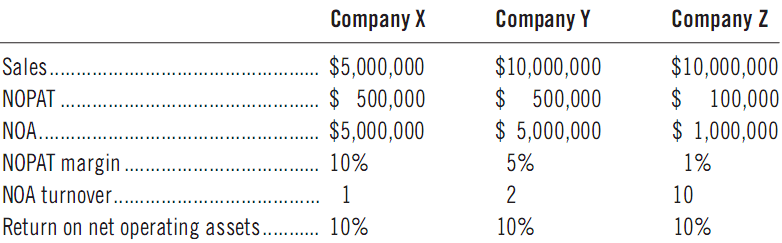 Company X Company Y Company Z
Sales.................................................. $5,000,000 $10,000,000 $10,000,000
NOPAT ................................................ $ 500,000 $ 500,000 $ 100,000
NOA.................................................... $5,000,000 $ 5,000,000 $ 1,000,000
NOPAT margin .................................... 10% 5% 1%
NOA turnover...................................... 1 2 10
Return on net operating assets........... 10% 10% 10%